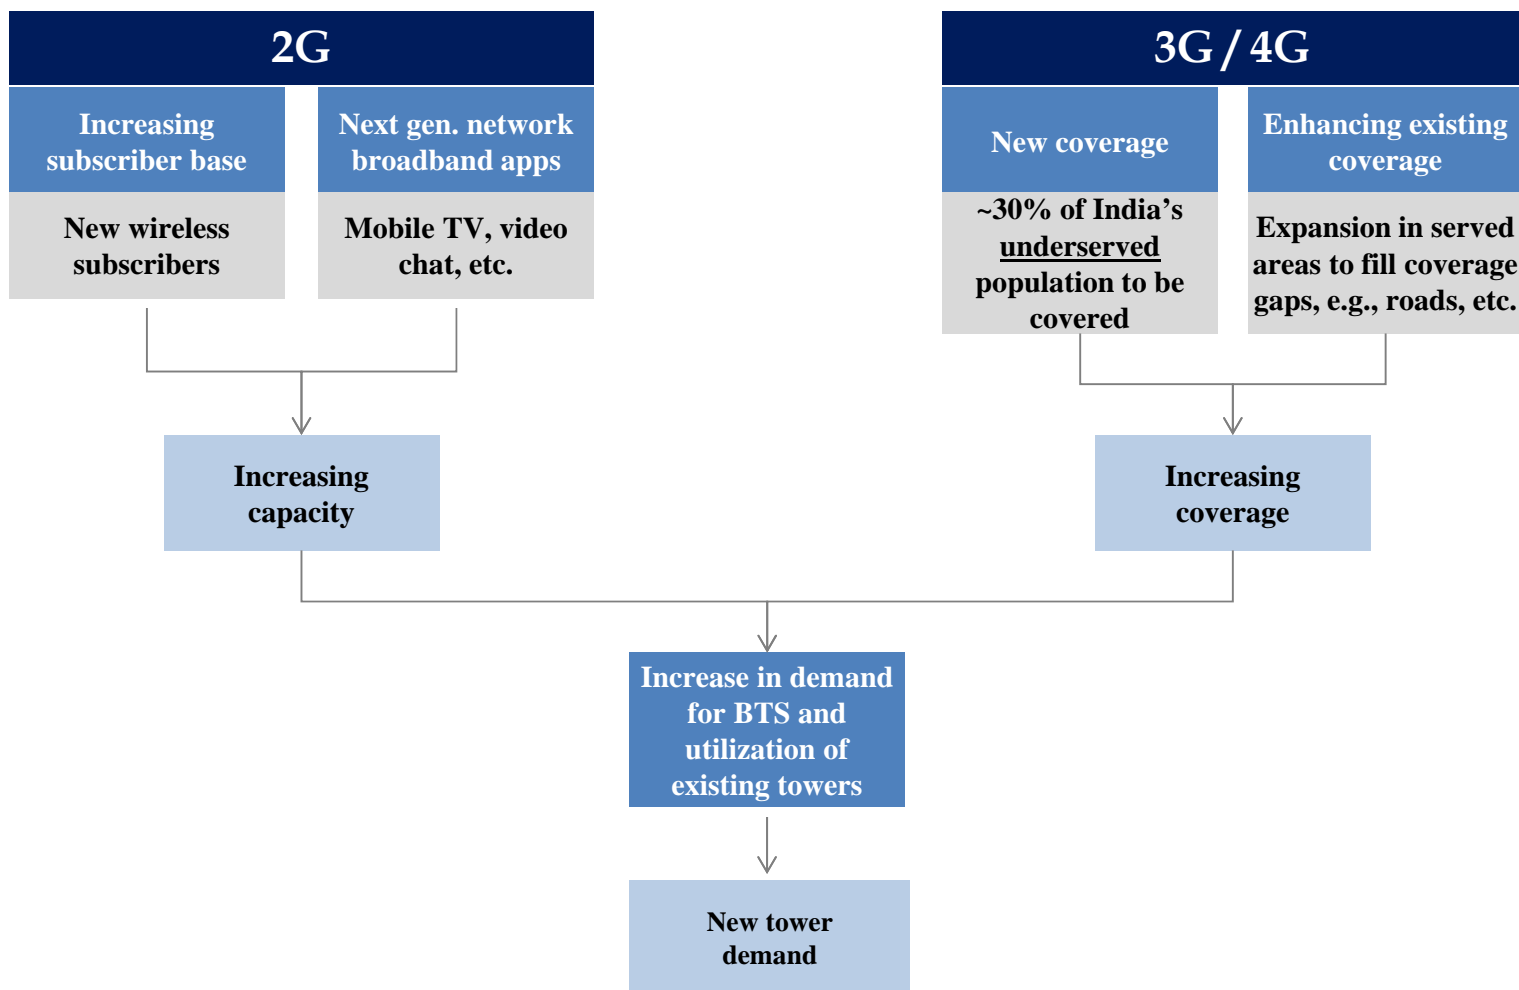 2G
Increasing
subscriber base
New wireless
subscribers
Next gen. network
broadband apps
Mobile TV, video
chat, etc.
3G / 4G
New coverage
~30% of India’s
underserved
population to be
covered
Enhancing existing
coverage
Expansion in served
areas to fill coverage
gaps, e.g., roads, etc.
Increasing
capacity
Increasing
coverage
Increase in demand
for BTS and
utilization of
existing towers
New tower
demand